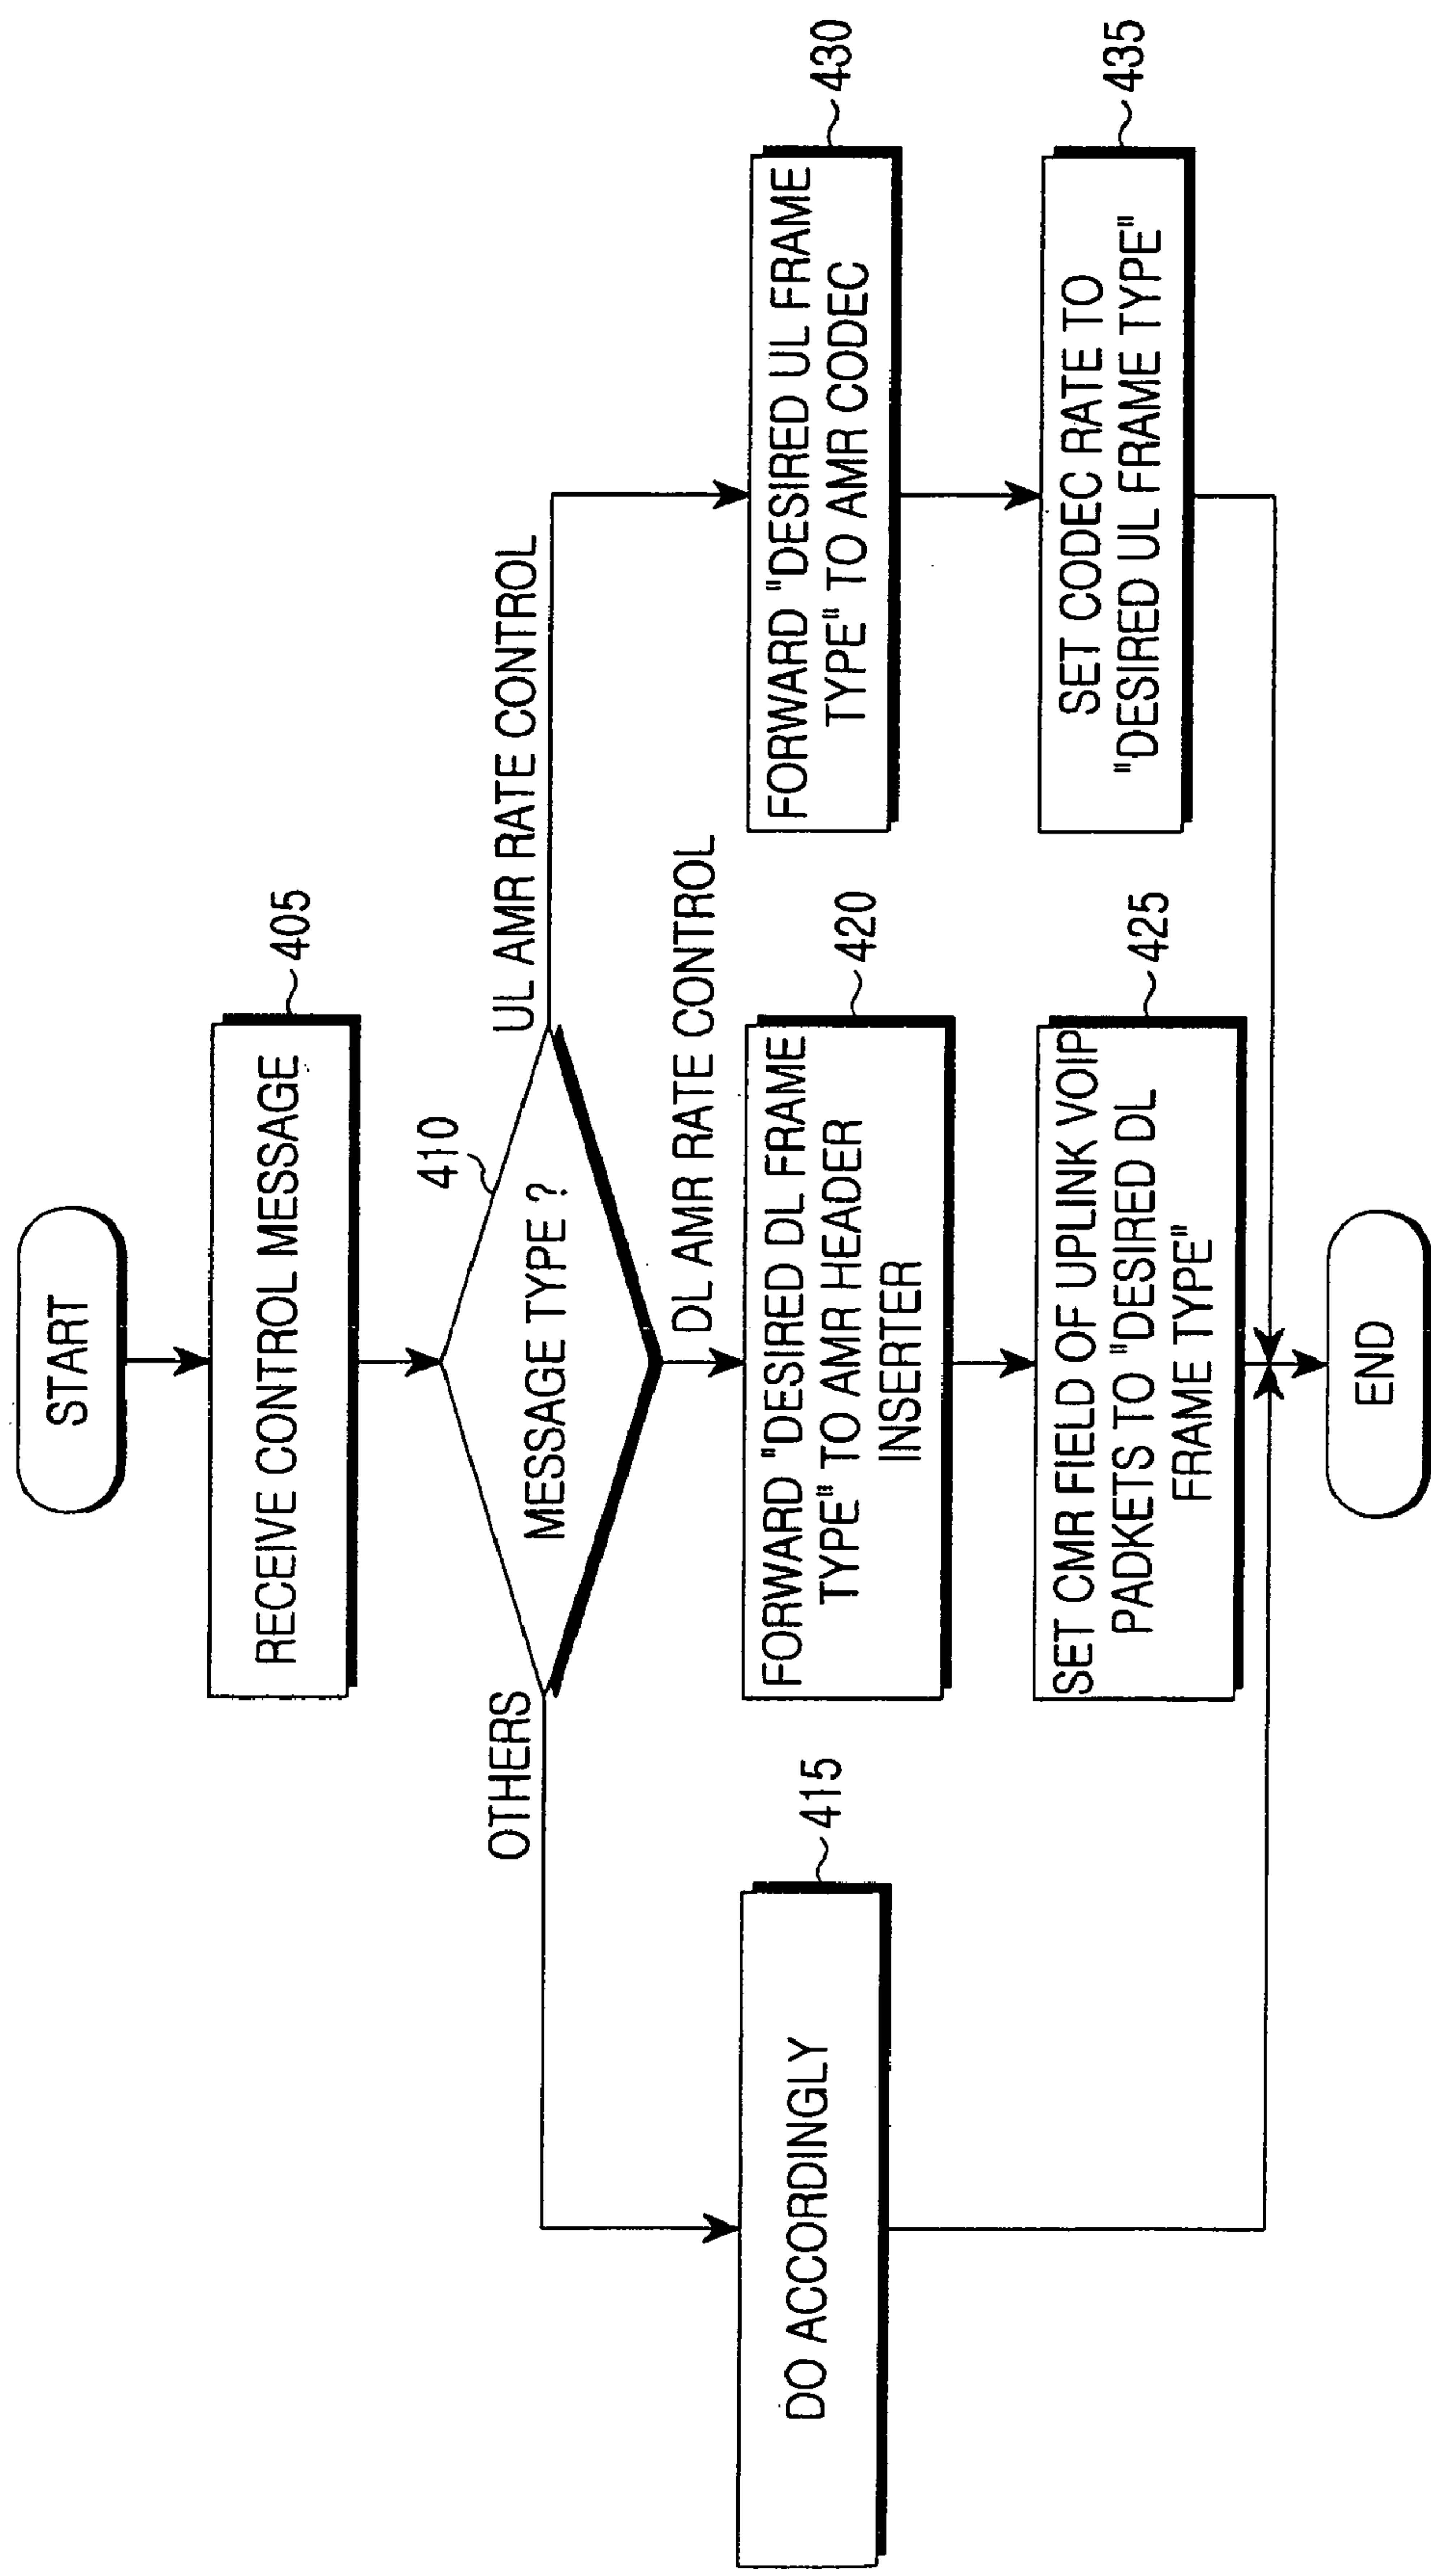 START
RECEIVE CONTROL MESSAGE
405
410
MESSAGE TYPE ?
OTHERS
DL AMR RATE CONTROL
UL AMR RATE CONTROL
DO ACCORDINGLY
415
FORWARD "DESIRED DL FRAME
TYPE" TO AMR HEADER
INSERTER
420
FORWARD "DESIRED UL FRAME
TYPE" TO AMR CODEC
430
SET CMR FIELD OF UPLINK VOIP
PADKETS TO "DESIRED DL
FRAME TYPE"
425
SET CODEC RATE TO
"DESIRED UL FRAME TYPE"
435
END